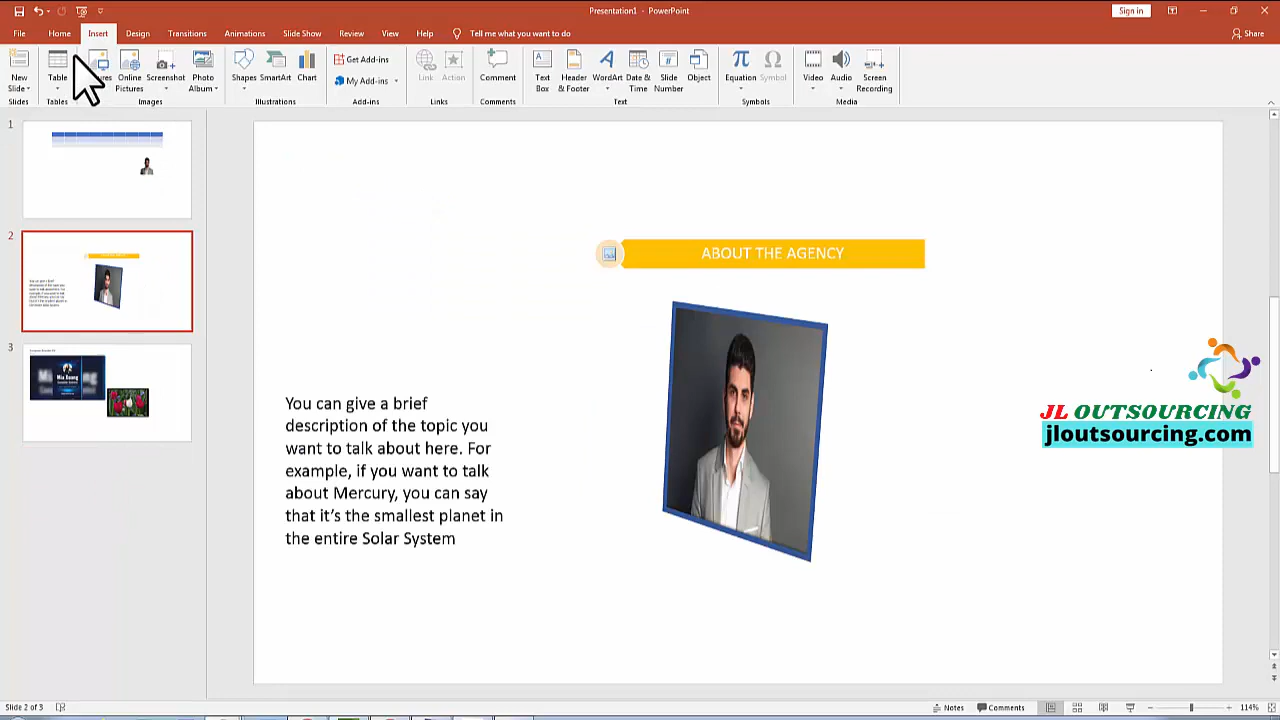 Presentation1 - PowerPoint
Sign in
File Home Insert Design Transitions Animations Slide Show Review View Help Tell me what you want to do
Share
New Slide
Table
Online Pictures
Screenshot
Photo Album
Shapes
SmartArt
Chart
Get Add-ins
My Add-ins
Link
Action
Comment
Text Box
Header & Footer
WordArt
Date & Time
Slide Number
Object
Equation
Symbol
Video
Audio
Screen Recording
Slides
Tables
Images
Illustrations
Add-ins
Links
Comments
Text
Symbols
Media
1
2
3
ABOUT THE AGENCY
You can give a brief
description of the topic you
want to talk about here. For
example, if you want to talk
about Mercury, you can say
that it's the smallest planet in
the entire Solar System
JL OUTSOURCING
jloutsourcing.com
Slide 2 of 3
Notes
Comments
114%